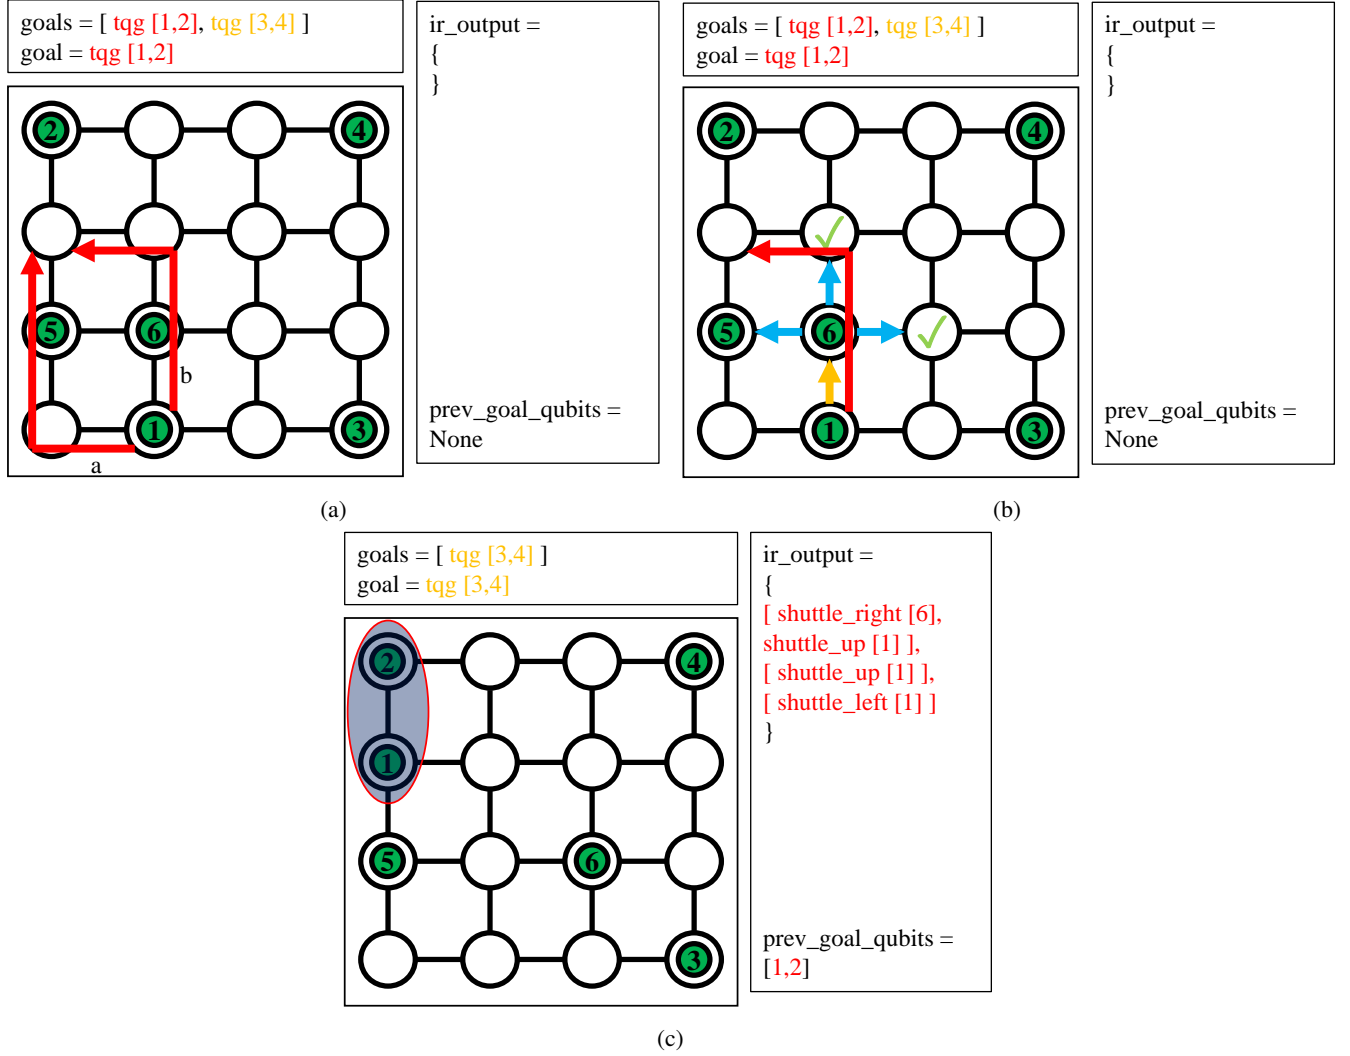 goals = [ tqg [1,2], tqg [3,4] ]
goal = tqg [1,2]
ir_output =
{
}
2
4
5
6
b
1
3
a
prev_goal_qubits =
None
(a)
goals = [ tqg [1,2], tqg [3,4] ]
goal = tqg [1,2]
ir_output =
{
}
2
4
5
6
1
3
prev_goal_qubits =
None
(b)
goals = [ tqg [3,4] ]
goal = tqg [3,4]
ir_output =
{
[ shuttle_right [6],
shuttle_up [1] ],
[ shuttle_up [1] ],
[ shuttle_left [1] ]
}
2
4
1
5
6
3
prev_goal_qubits =
[1,2]
(c)